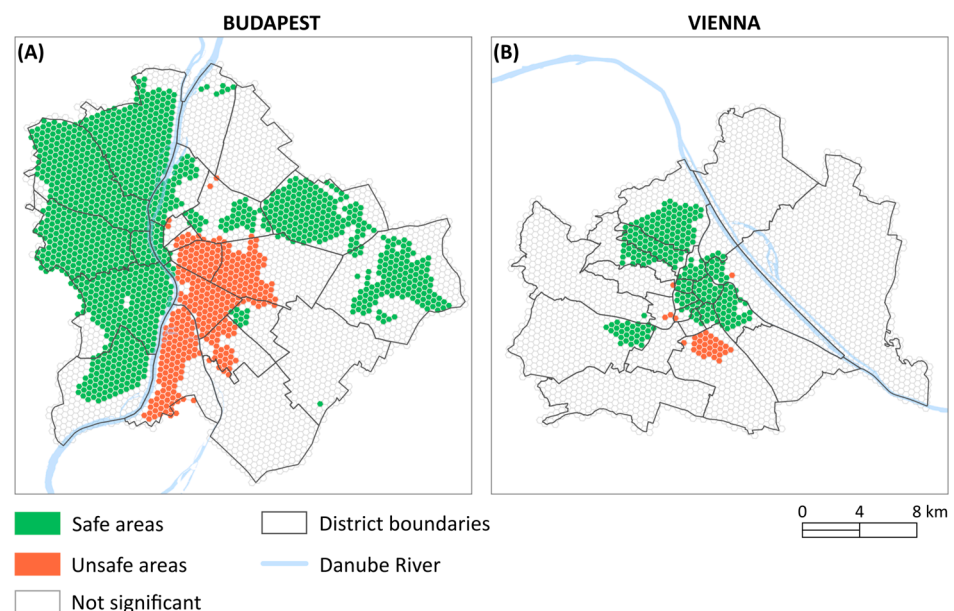 BUDAPEST
VIENNA
(A)
(B)
Safe areas
District boundaries
0 4 8 km
Unsafe areas
Danube River
Not significant